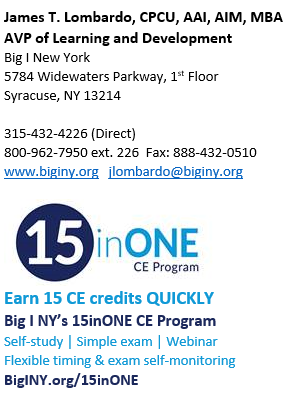 James T. Lombardo, CPCU, AAI, AIM, MBA
AVP of Learning and Development
Big I New York
5784 Widewaters Parkway, 1st Floor
Syracuse, NY 13214
315-432-4226 (Direct)
800-962-7950 ext. 226  Fax: 888-432-0510
www.biginy.org   jlombardo@biginy.org
15inONE
CE Program
Earn 15 CE credits QUICKLY
Big I NY's 15inONE CE Program
Self-study | Simple exam | Webinar
Flexible timing & exam self-monitoring
BigINY.org/15inONE